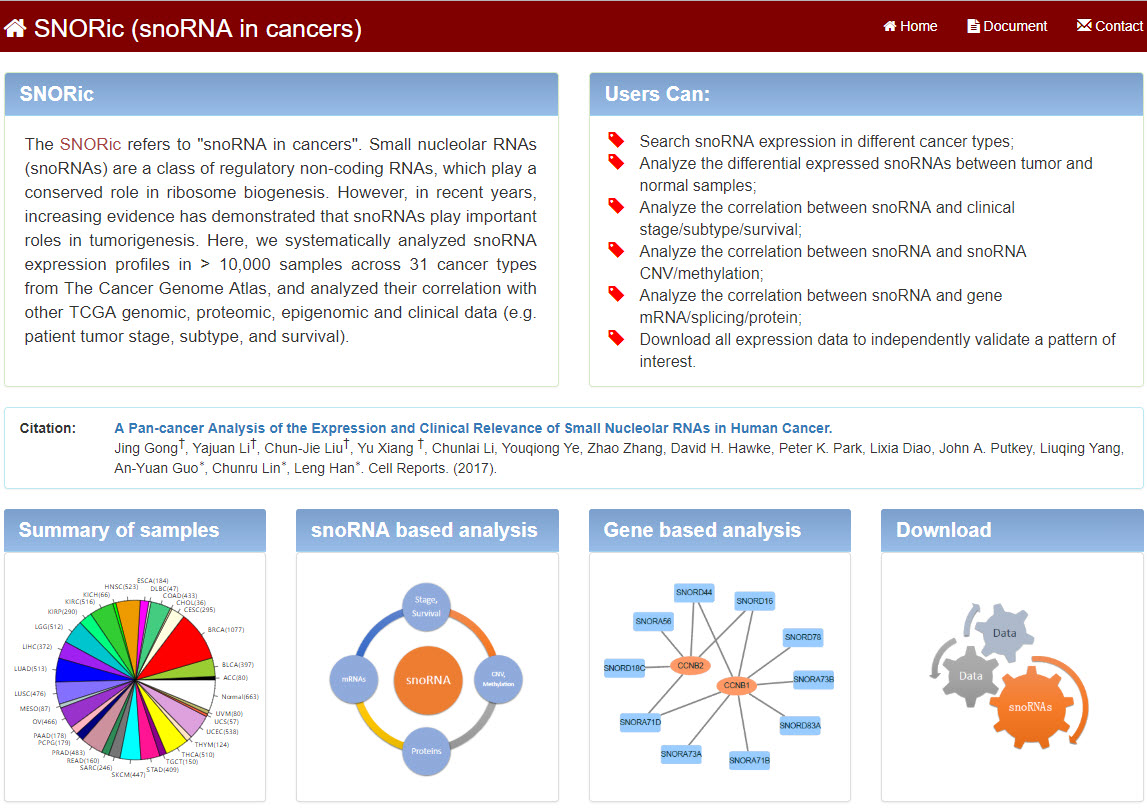 SNORic (snoRNA in cancers)
Home
Document
Contact
SNORic
The SNORic refers to "snoRNA in cancers". Small nucleolar RNAs
(snoRNAs) are a class of regulatory non-coding RNAs, which play a
conserved role in ribosome biogenesis. However, in recent years,
increasing evidence has demonstrated that snoRNAs play important
roles in tumorigenesis. Here, we systematically analyzed snoRNA
expression profiles in > 10,000 samples across 31 cancer types
from The Cancer Genome Atlas, and analyzed their correlation with
other TCGA genomic, proteomic, epigenomic and clinical data (e.g.
patient tumor stage, subtype, and survival).
Users Can:
Search snoRNA expression in different cancer types;
Analyze the differential expressed snoRNAs between tumor and
normal samples;
Analyze the correlation between snoRNA and clinical
stage/subtype/survival;
Analyze the correlation between snoRNA and snoRNA
CNV/methylation;
Analyze the correlation between snoRNA and gene
mRNA/splicing/protein;
Download all expression data to independently validate a pattern of
interest.
Citation:
A Pan-cancer Analysis of the Expression and Clinical Relevance of Small Nucleolar RNAs in Human Cancer.
Jing Gong†, Yajuan Li†, Chun-Jie Liu†, Yu Xiang †, Chunlai Li, Youqiong Ye, Zhao Zhang, David H. Hawke, Peter K. Park, Lixia Diao, John A. Putkey, Liuqing Yang,
An-Yuan Guo*, Chunru Lin*, Leng Han*. Cell Reports. (2017).
Summary of samples
ESCA(184)
DLBC(47)
HNSC(523)
COAD(433)
KICH(66)
CHOL(36)
KIRC(516)
CESC(295)
KIRP(290)
LGG(512)
BRCA(1077)
LIHC(372)
LUAD(513)
BLCA(397)
ACC(80)
LUSC(476)
Normal(663)
MESO(87)
UVM(80)
OV(466)
UCS(57)
UCEC(538)
PAAD(178)
PCPG(179)
THYM(124)
PRAD(483)
THCA(510)
READ(160)
TGCT(150)
SARC(246)
STAD(409)
SKCM(447)
snoRNA based analysis
Stage,
Survival
mRNAs
snoRNA
CNV,
Methylation
Proteins
Gene based analysis
SNORD44
SNORD16
SNORA56
SNORD78
SNORD18C
CCNB2
CCNB1
SNORA73B
SNORA71D
SNORD83A
SNORA73A
SNORA71B
Download
Data
Data
snoRNAs